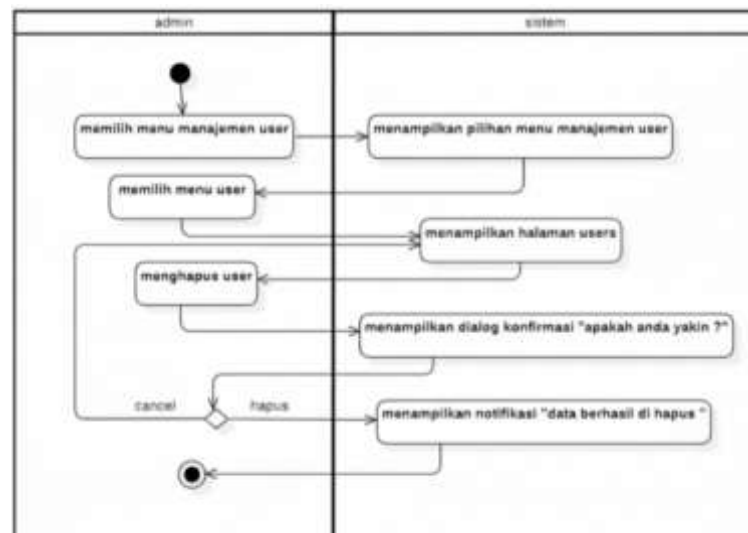 admin
sistem
memilih menu manajemen user
menampilkan pilihan menu manajemen user
memilih menu user
menampilkan halaman users
menghapus user
menampilkan dialog konfirmasi "apakah anda yakin ?"
cancel
hapus
menampilkan notifikasi "data berhasil di hapus "